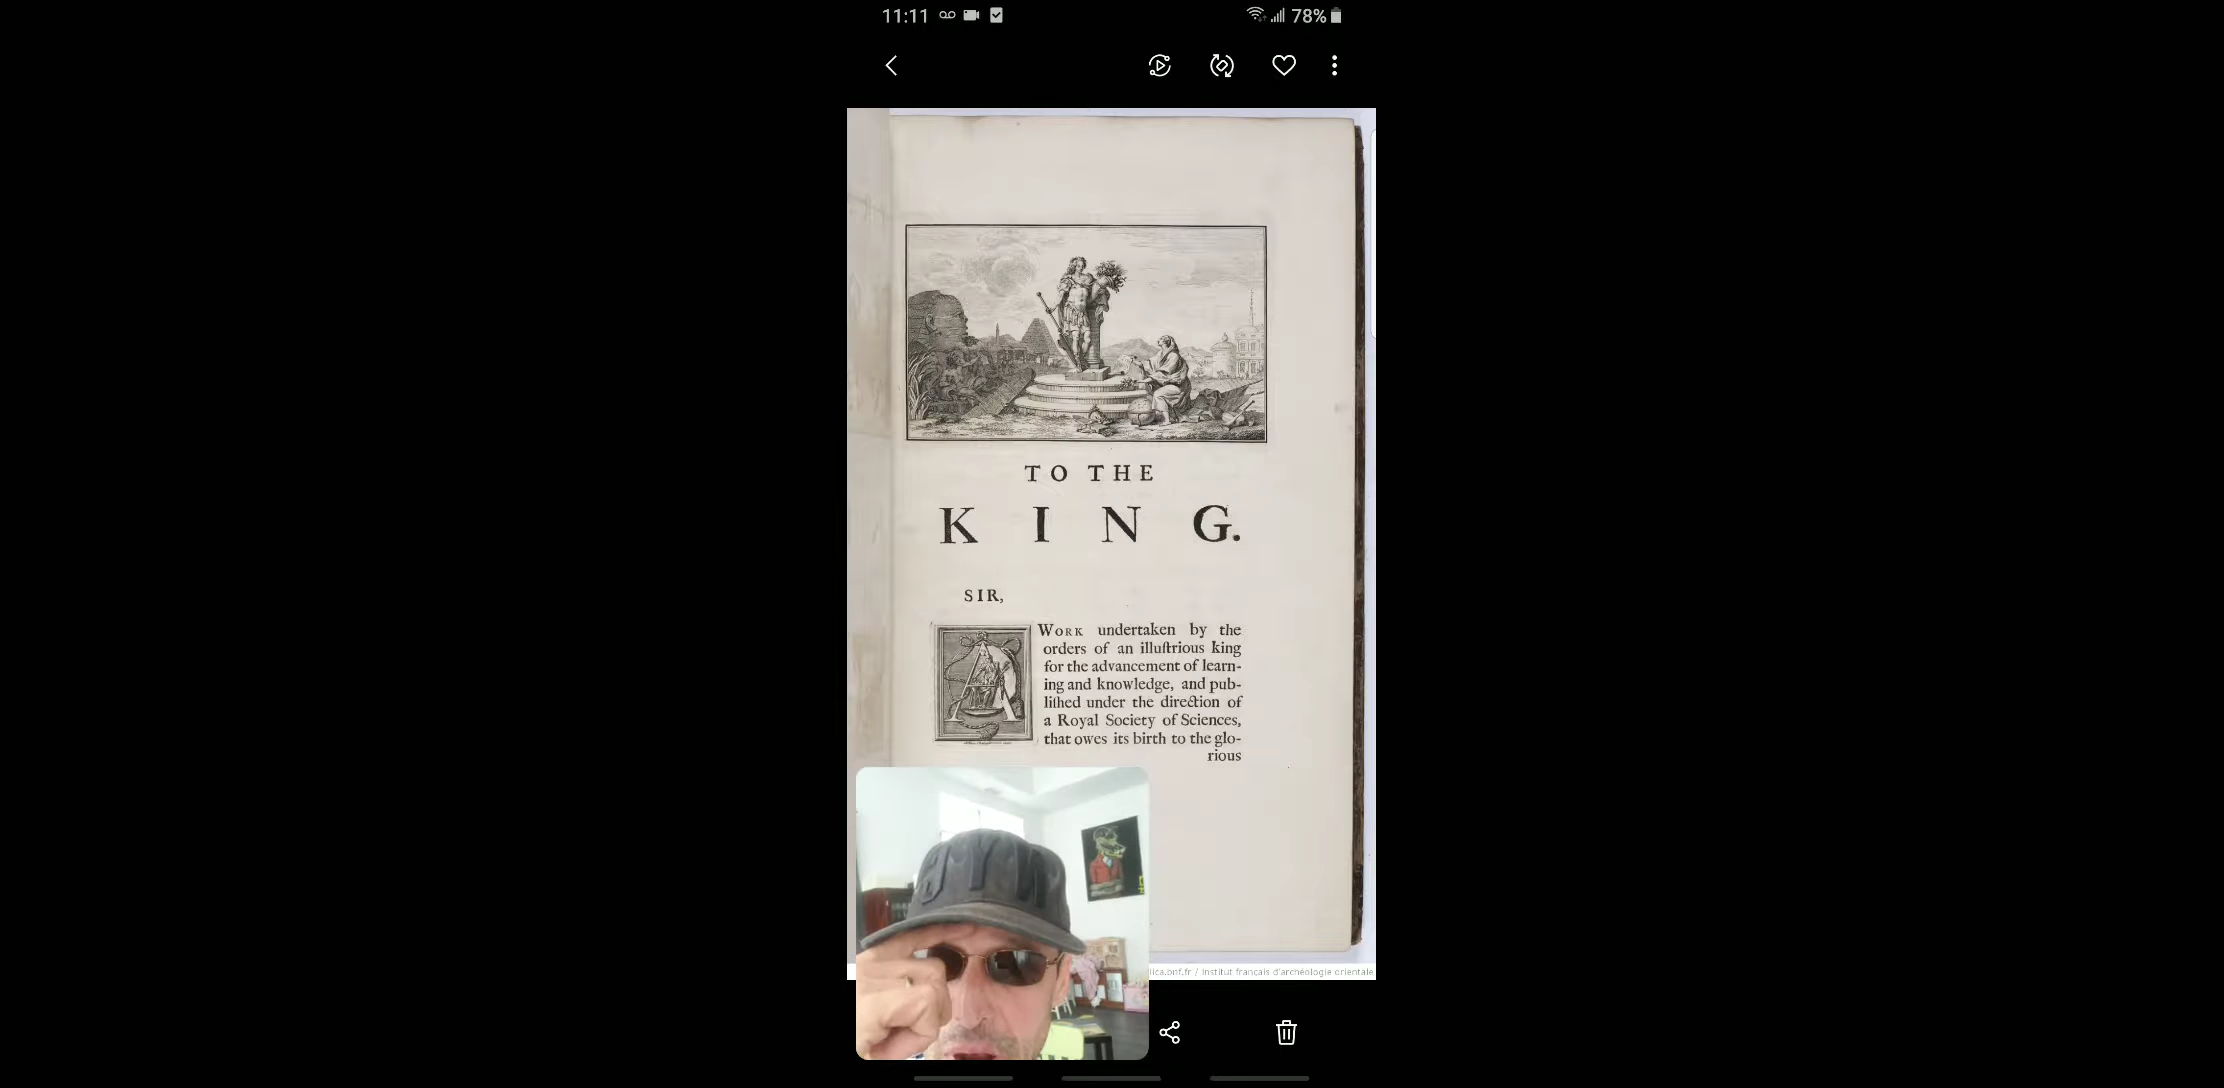 11:11
78%
TO THE
KING.
SIR,
A WORK undertaken by the
orders of an illuſtrious king
for the advancement of learn-
ing and knowledge, and pub-
liſhed under the direction of
a Royal Society of Sciences,
that owes its birth to the glo-
rious
lica.bnf.fr / Institut français d'archéologie orientale